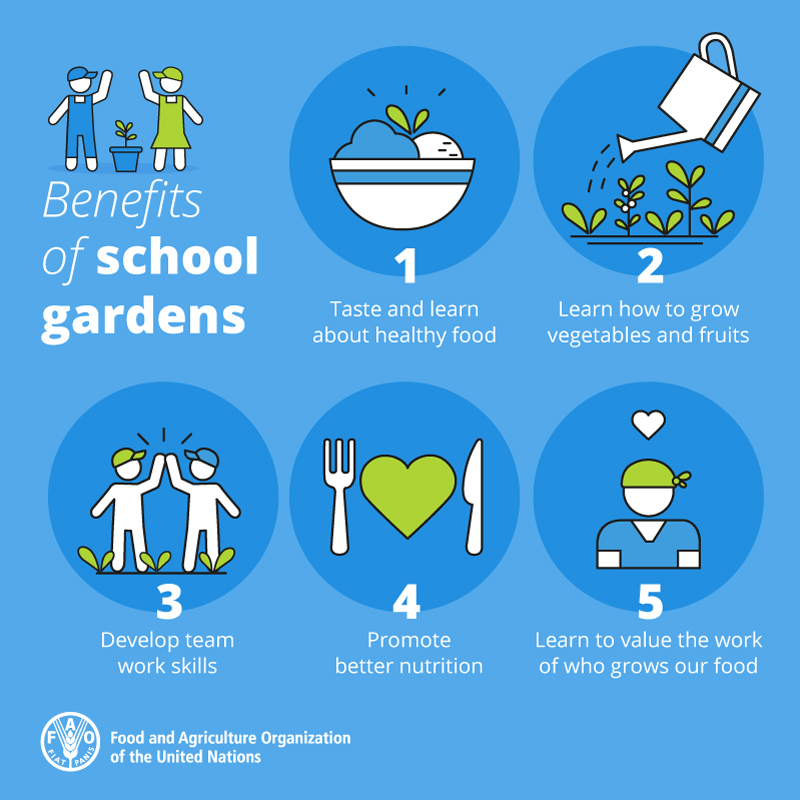 Benefits
of school
gardens
1
Taste and learn
about healthy food
2
Learn how to grow
vegetables and fruits
3
Develop team
work skills
4
Promote
better nutrition
5
Learn to value the work
of who grows our food
F A O
FIAT PANIS
Food and Agriculture Organization
of the United Nations